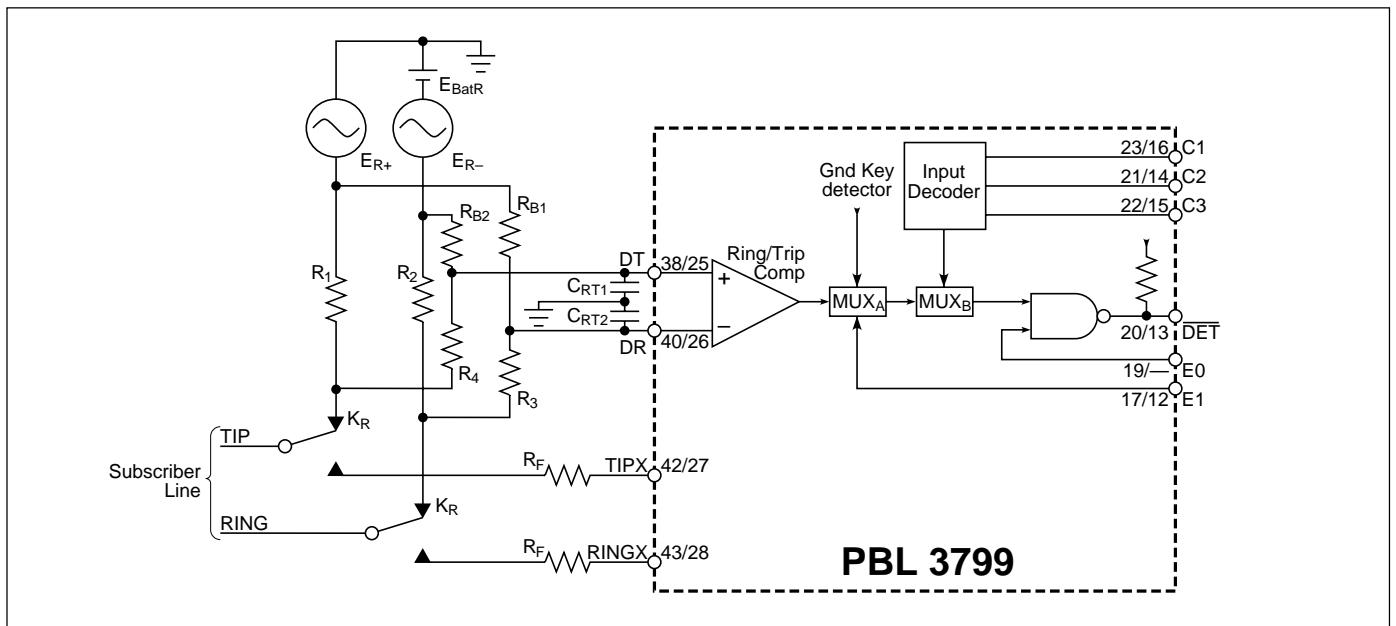 E_BatR
E_R+
E_R–
R_B2
R_B1
R_1
R_2
R_4
R_3
DT
38/25
C_RT1
C_RT2
DR
40/26
Ring/Trip
Comp
+
–
Gnd Key
detector
Input
Decoder
MUX_A
MUX_B
23/16
C1
21/14
C2
22/15
C3
20/13
DET
19/—
E0
17/12
E1
K_R
TIP
Subscriber
Line
RING
K_R
R_F
TIPX
42/27
R_F
RINGX
43/28
PBL 3799